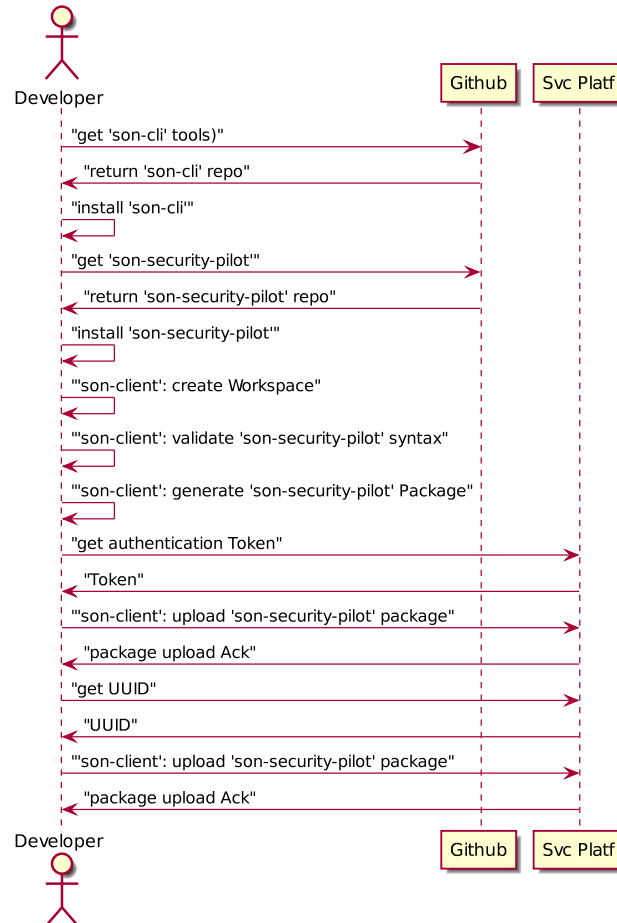 Developer
Github
Svc Platf
"get 'son-cli' tools)"
"return 'son-cli' repo"
"install 'son-cli'"
"get 'son-security-pilot'"
"return 'son-security-pilot' repo"
"install 'son-security-pilot'"
"'son-client': create Workspace"
"'son-client': validate 'son-security-pilot' syntax"
"'son-client': generate 'son-security-pilot' Package"
"get authentication Token"
"Token"
"'son-client': upload 'son-security-pilot' package"
"package upload Ack"
"get UUID"
"UUID"
"'son-client': upload 'son-security-pilot' package"
"package upload Ack"
Developer
Github
Svc Platf